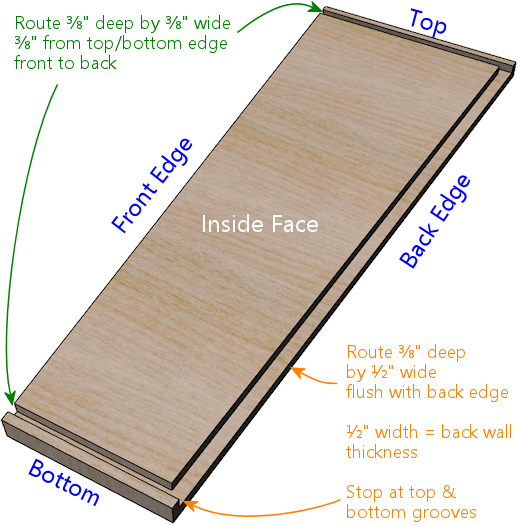 Route ⅜" deep by ⅜" wide
⅜" from top/bottom edge
front to back
Top
Front Edge
Back Edge
Inside Face
Route ⅜" deep
by ½" wide
flush with back edge
½" width = back wall
thickness
Stop at top &
bottom grooves
Bottom